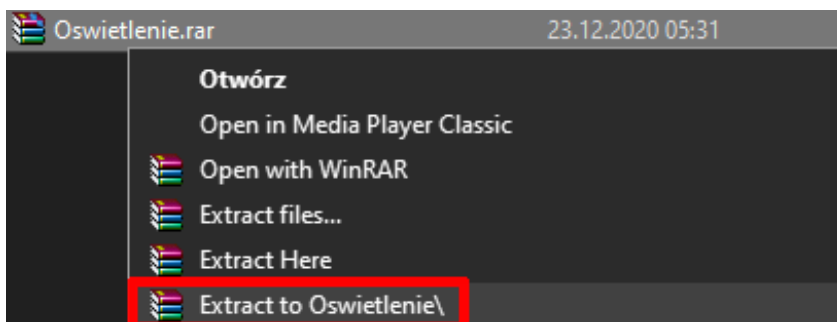 Oswietlenie.rar 23.12.2020 05:31
Otwórz
Open in Media Player Classic
Open with WinRAR
Extract files...
Extract Here
Extract to Oswietlenie\